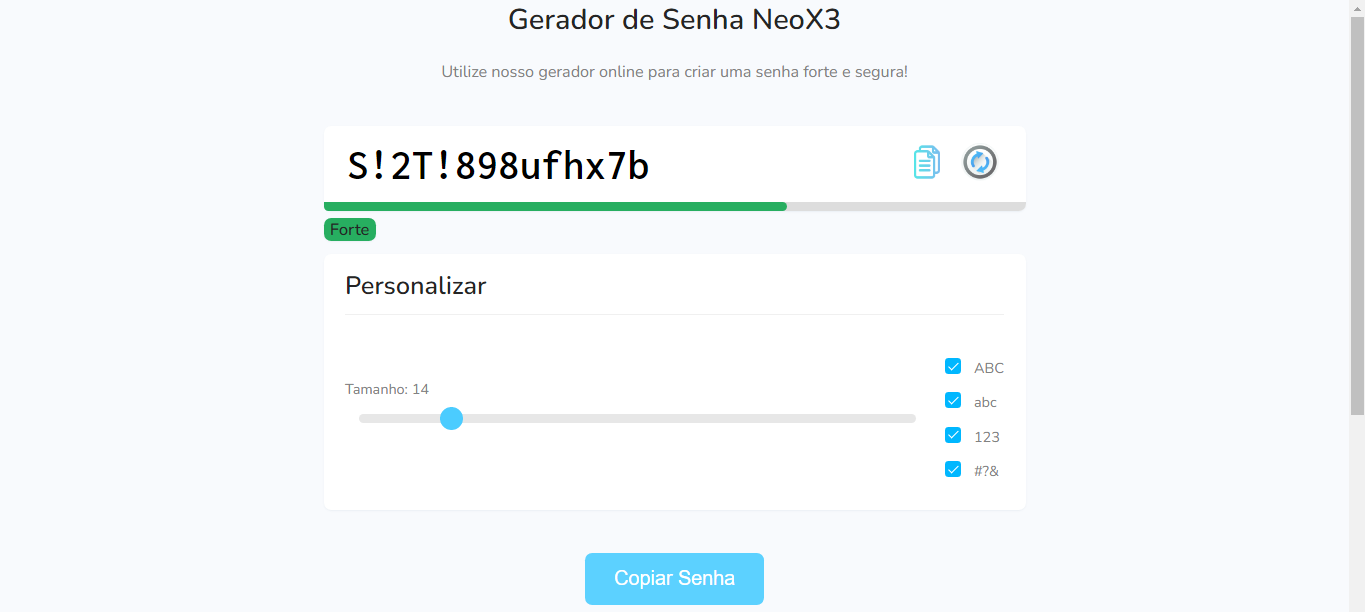 Gerador de Senha NeoX3
Utilize nosso gerador online para criar uma senha forte e segura!
S!2T!898ufhx7b
Forte
Personalizar
Tamanho: 14
ABC
abc
123
#?&
Copiar Senha